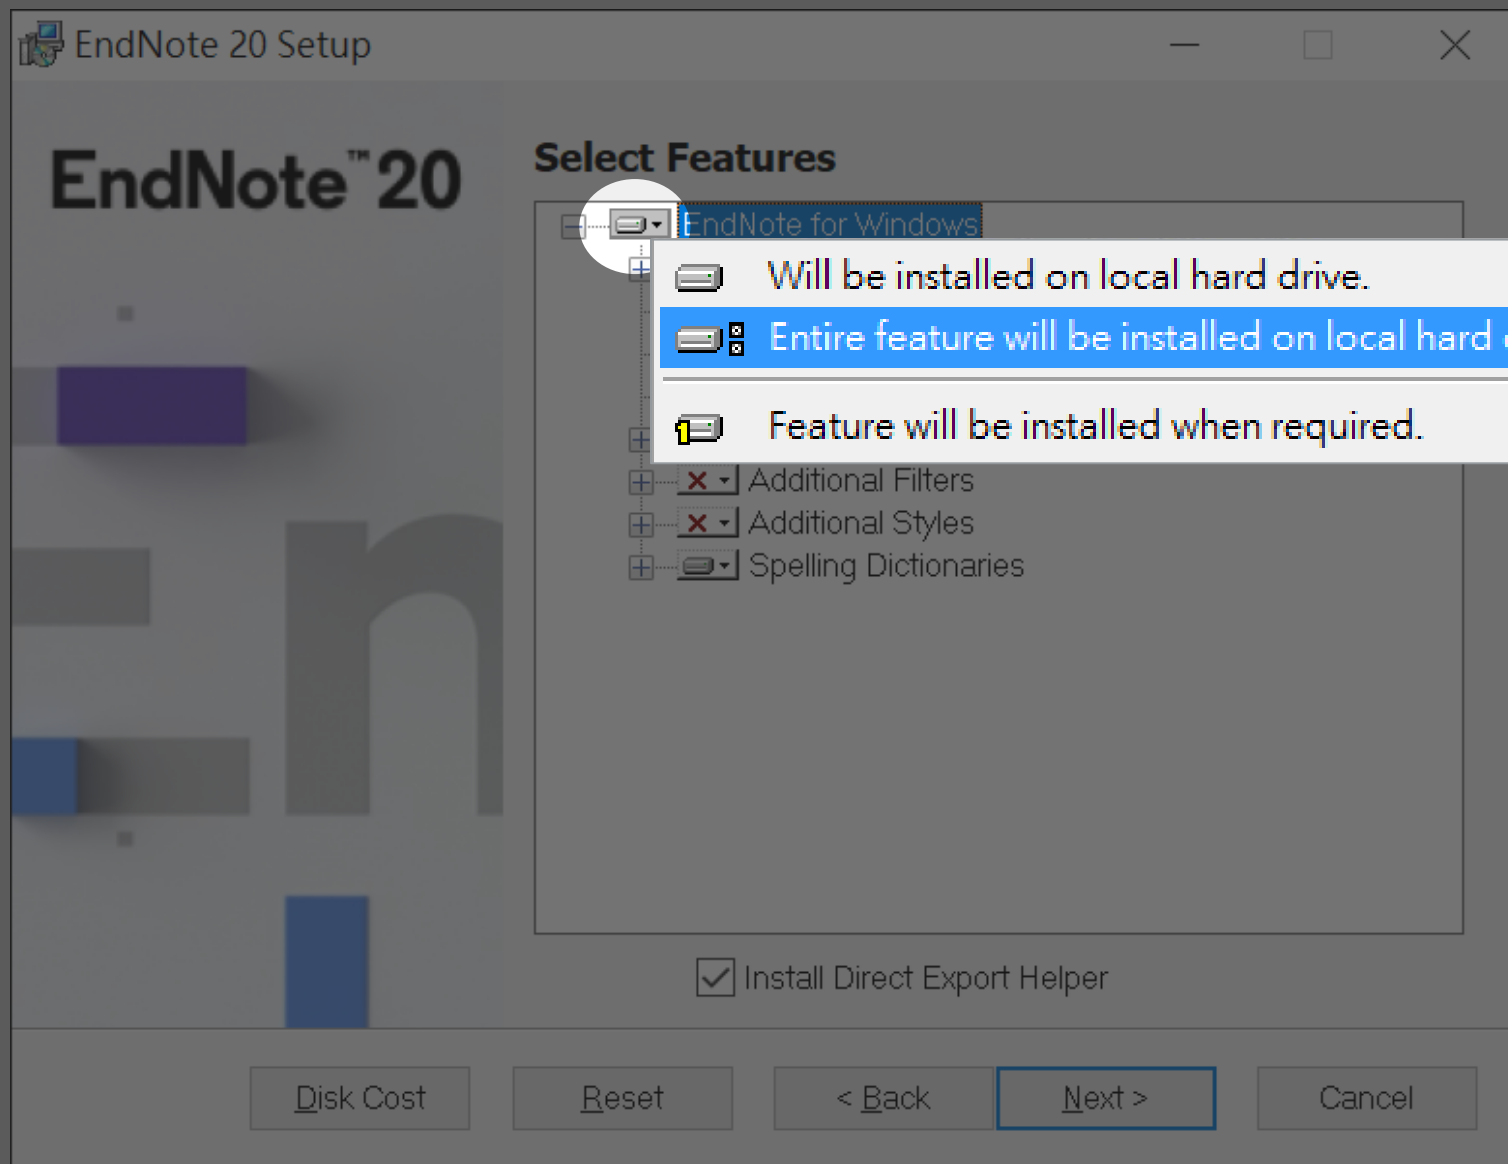 EndNote 20 Setup
EndNote™ 20
Select Features
EndNote for Windows
Will be installed on local hard drive.
Entire feature will be installed on local hard
Feature will be installed when required.
Additional Filters
Additional Styles
Spelling Dictionaries
Install Direct Export Helper
Disk Cost
Reset
< Back
Next >
Cancel